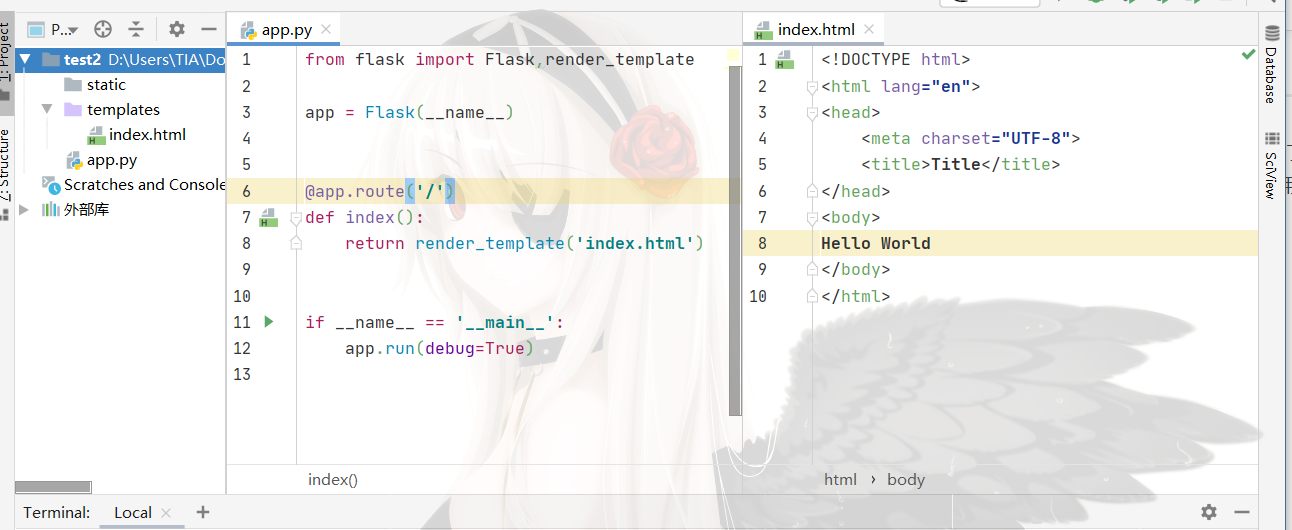 P...
app.py
index.html
1: Project
test2 D:\Users\TIA\Do
static
templates
index.html
app.py
Scratches and Console
外部库
Z: Structure
1 from flask import Flask,render_template
2
3 app = Flask(__name__)
4
5
6 @app.route('/')
7 def index():
8 return render_template('index.html')
9
10
11 if __name__ == '__main__':
12 app.run(debug=True)
13
index()
1 <!DOCTYPE html>
2 <html lang="en">
3 <head>
4 <meta charset="UTF-8">
5 <title>Title</title>
6 </head>
7 <body>
8 Hello World
9 </body>
10 </html>
html › body
Database
SciView
Terminal: Local +